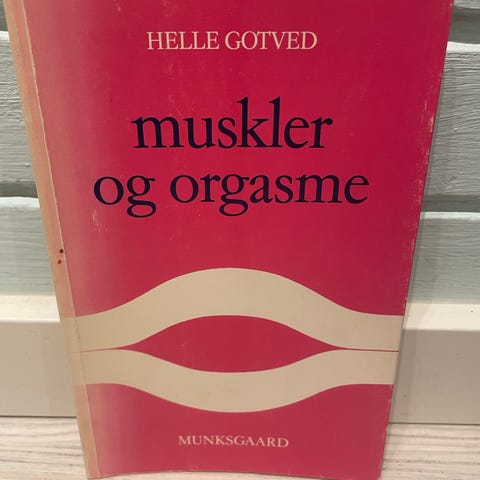 HELLE GOTVED
muskler
og orgasme
MUNKSGAARD